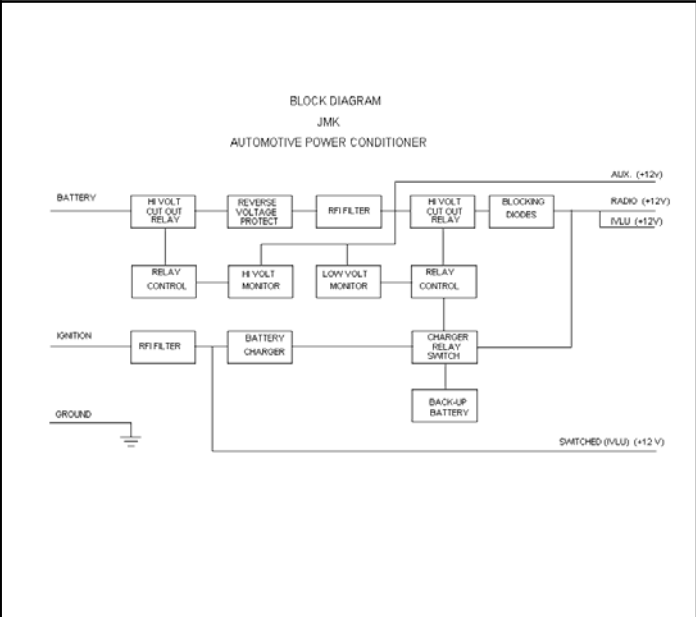 BLOCK DIAGRAM
JMK
AUTOMOTIVE POWER CONDITIONER
AUX. (+12v)
BATTERY
HI VOLT
CUT OUT
RELAY
REVERSE
VOLTAGE
PROTECT
RFI FILTER
HI VOLT
CUT OUT
RELAY
BLOCKING
DIODES
RADIO (+12V)
IVLU (+12V)
RELAY
CONTROL
HI VOLT
MONITOR
LOW VOLT
MONITOR
RELAY
CONTROL
IGNITION
RFI FILTER
BATTERY
CHARGER
CHARGER
RELAY
SWITCH
BACK-UP
BATTERY
GROUND
SWITCHED (IVLU) (+12 V)